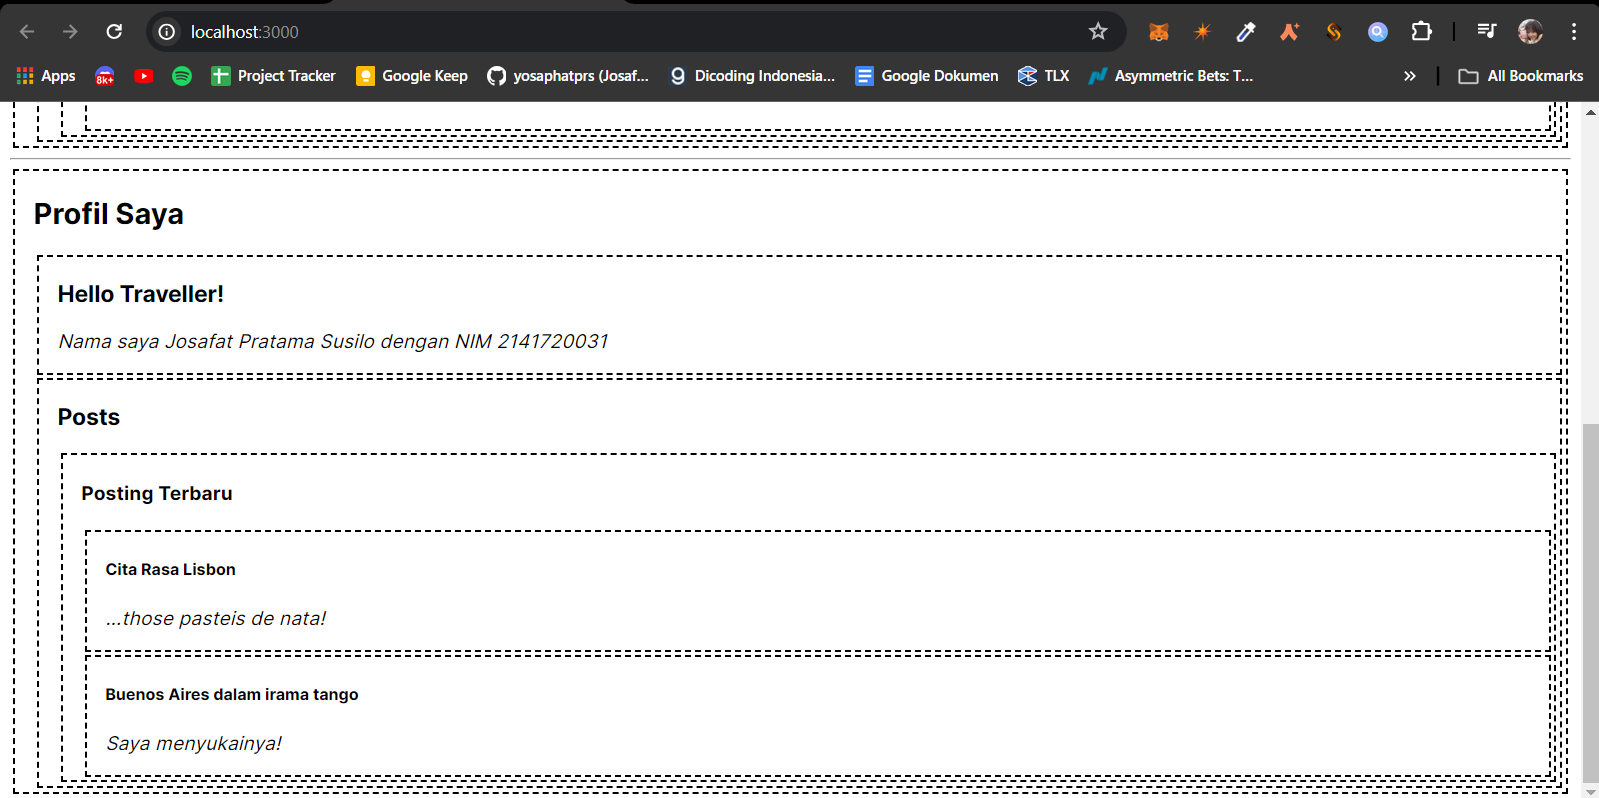 localhost:3000
Apps 8k+ Project Tracker Google Keep yosaphatprs (Josaf... Dicoding Indonesia... Google Dokumen TLX Asymmetric Bets: T... » All Bookmarks
Profil Saya
Hello Traveller!
Nama saya Josafat Pratama Susilo dengan NIM 2141720031
Posts
Posting Terbaru
Cita Rasa Lisbon
...those pasteis de nata!
Buenos Aires dalam irama tango
Saya menyukainya!